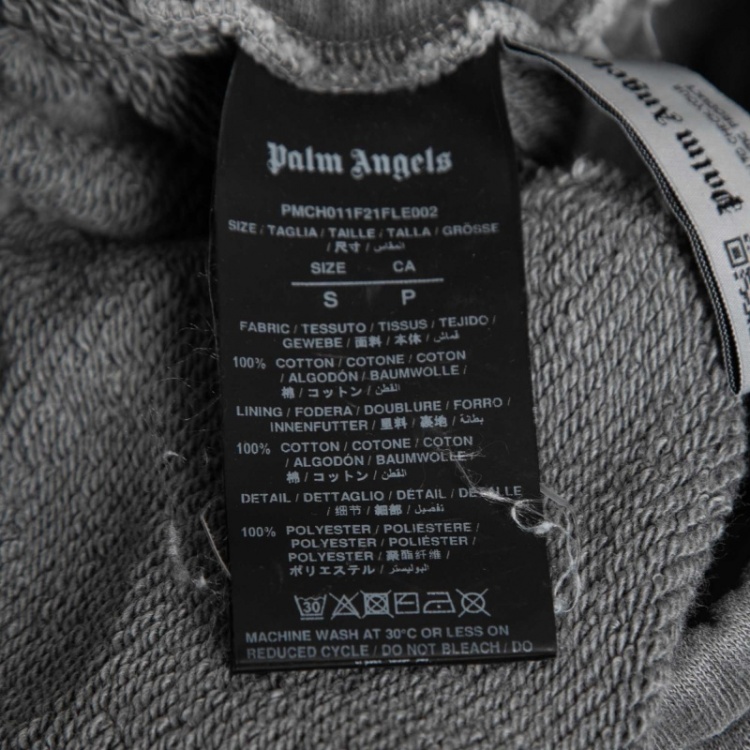 Palm Angels
PMCH011F21FLE002
SIZE / TAGLIA / TAILLE / TALLA / GRÖSSE
/ 尺寸 / المقاس
SIZE CA
S P
FABRIC / TESSUTO / TISSUS / TEJIDO /
GEWEBE / 面料 / 本体 / قماش
100% COTTON / COTONE / COTON
/ ALGODÓN / BAUMWOLLE /
棉 / コットン / القطن
LINING / FODERA / DOUBLURE / FORRO /
INNENFUTTER / 里料 / 裏地 / بطانة
100% COTTON / COTONE / COTON
/ ALGODÓN / BAUMWOLLE /
棉 / コットン / القطن
DETAIL / DETTAGLIO / DETAIL / DETALLE
/ 细节 / 細部 / تفصيل
100% POLYESTER / POLIESTERE /
POLYESTER / POLIÉSTER /
POLYESTER / 聚酯纤维 /
ポリエステル / البوليستر
30
MACHINE WASH AT 30°C OR LESS ON
REDUCED CYCLE / DO NOT BLEACH / DO
Palm Angels